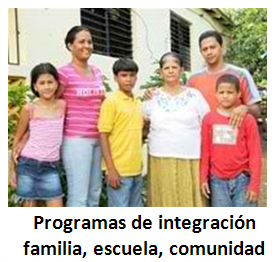 Programas de integración
familia, escuela, comunidad